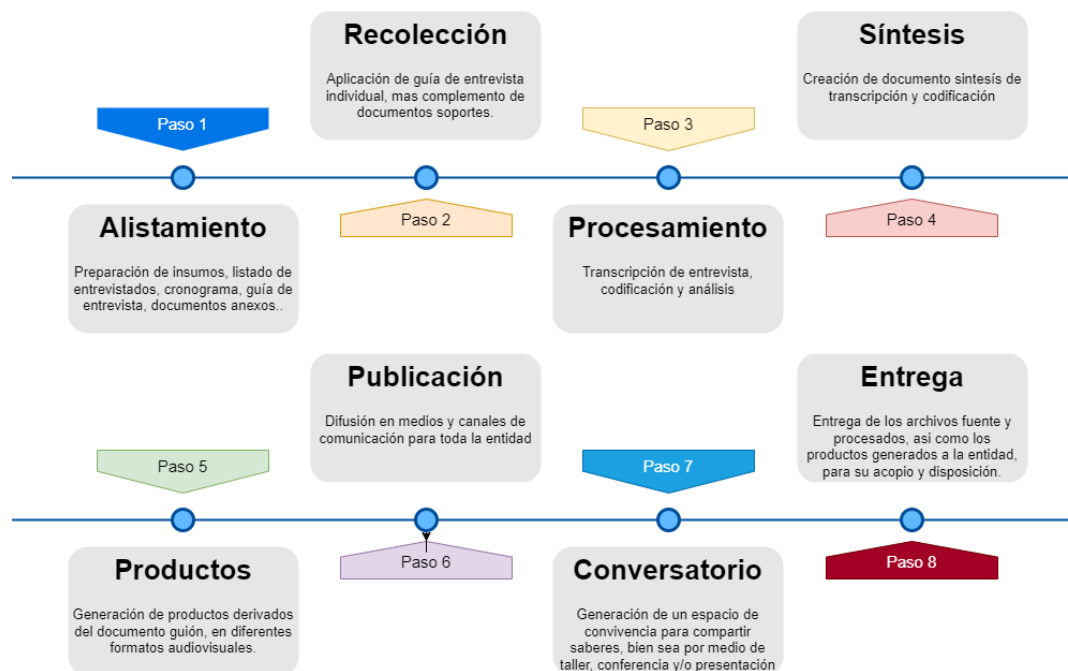 Recolección
Aplicación de guía de entrevista
individual, mas complemento de
documentos soportes.
Síntesis
Creación de documento sintesís de
transcripción y codificación
Paso 1
Paso 3
Alistamiento
Preparación de insumos, listado de
entrevistados, cronograma, guía de
entrevista, documentos anexos..
Paso 2
Procesamiento
Transcripción de entrevista,
codificación y análisis
Paso 4
Publicación
Difusión en medios y canales de
comunicación para toda la entidad
Entrega
Entrega de los archivos fuente y
procesados, asi como los
productos generados a la entidad,
para su acopio y disposición.
Paso 5
Paso 7
Productos
Generación de productos derivados
del documento guión, en diferentes
formatos audiovisuales.
Paso 6
Conversatorio
Generación de un espacio de
convivencia para compartir
saberes, bien sea por medio de
taller, conferencia y/o presentación
Paso 8